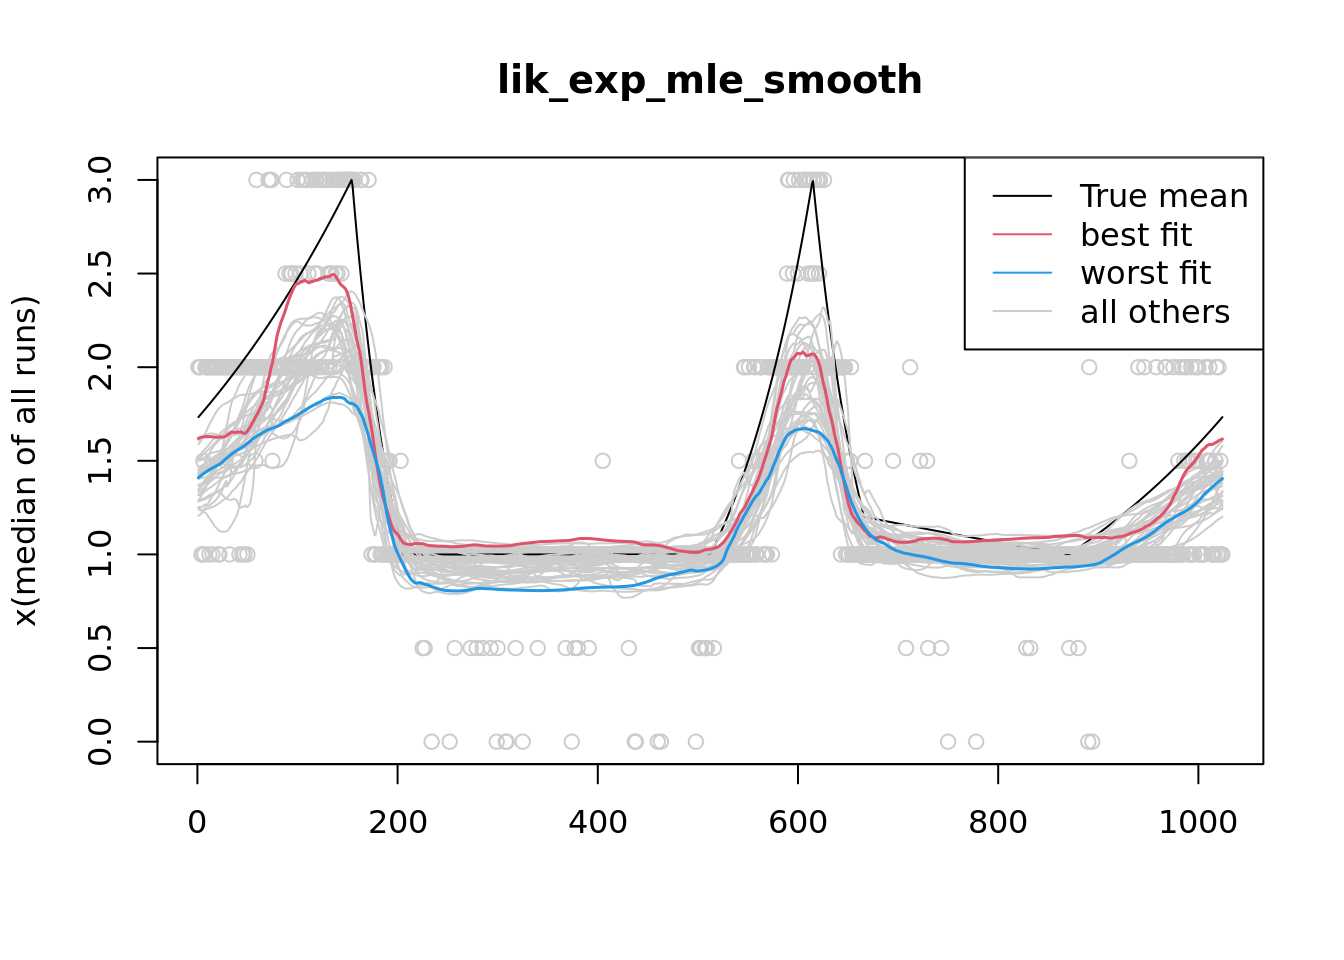 lik_exp_mle_smooth
x(median of all runs)
3.0
2.5
2.0
1.5
1.0
0.5
0.0
True mean
best fit
worst fit
all others
0 200 400 600 800 1000